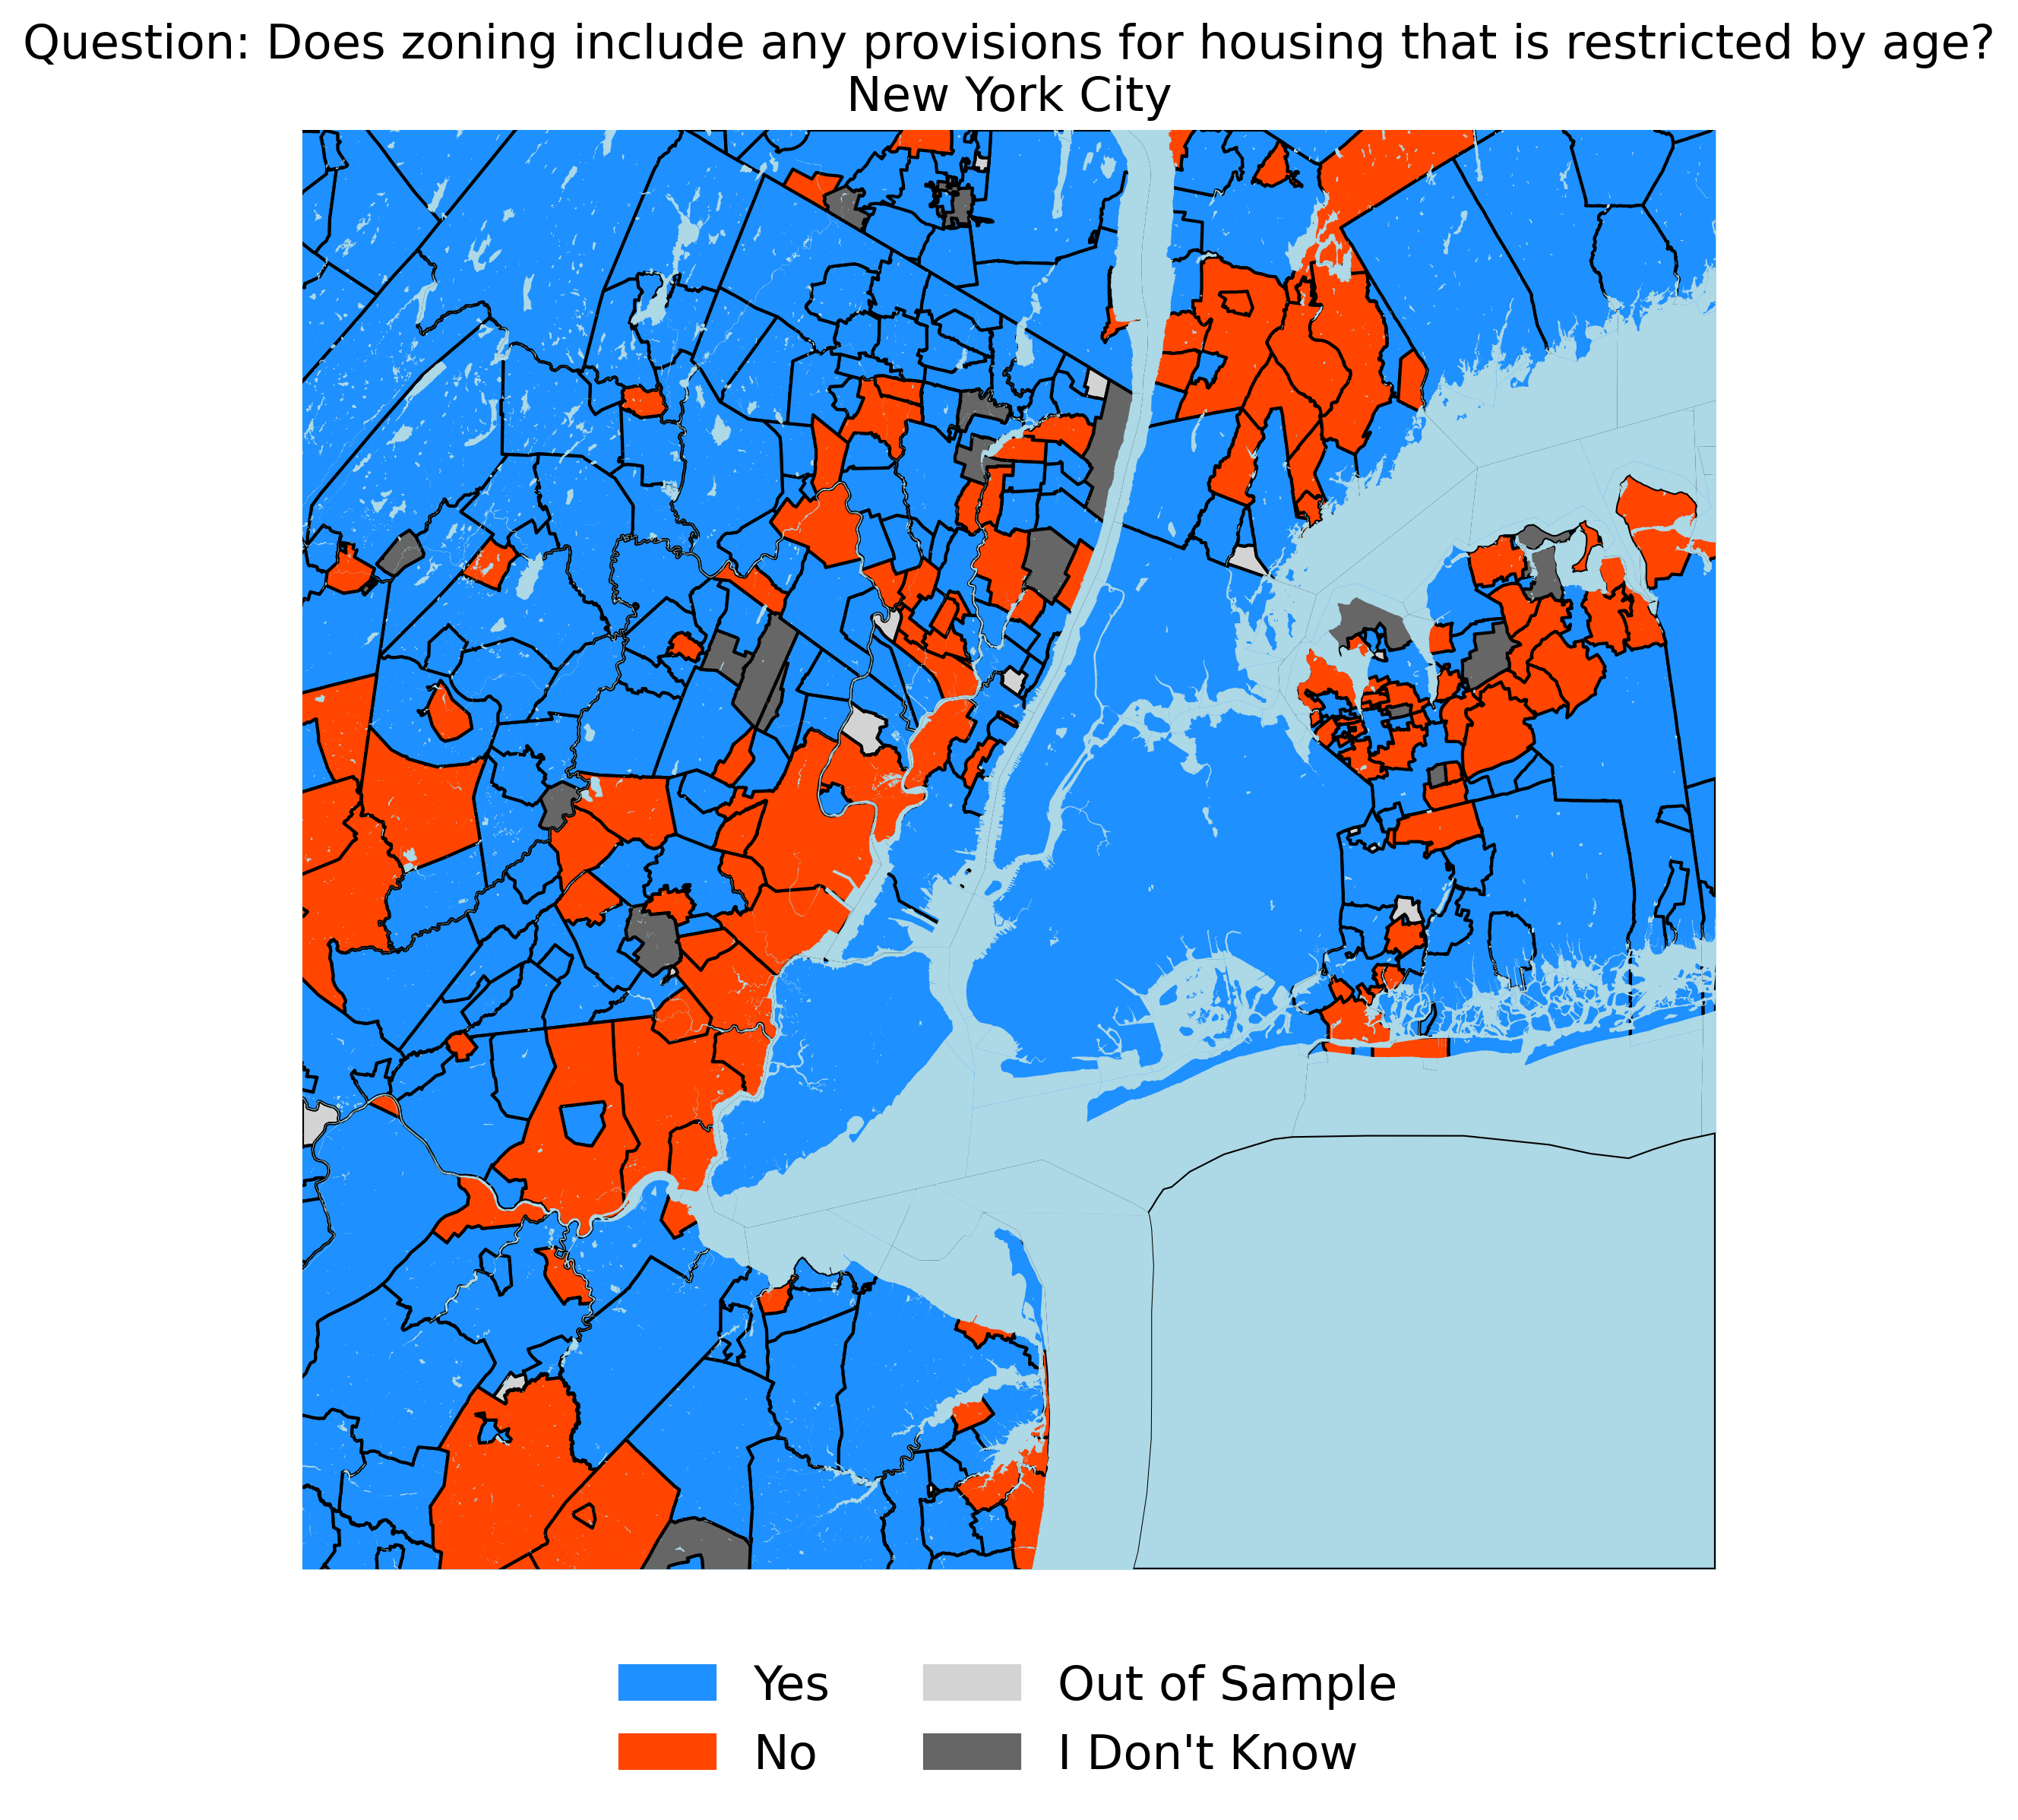 Question: Does zoning include any provisions for housing that is restricted by age?
New York City
Yes
No
Out of Sample
I Don't Know